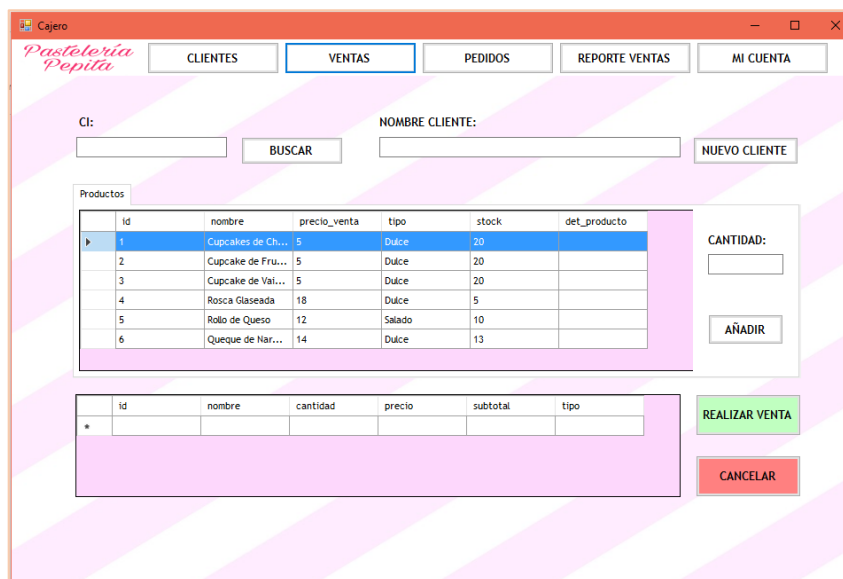 Cajero
Pastelería
Pepita
CLIENTES VENTAS PEDIDOS REPORTE VENTAS MI CUENTA
CI: NOMBRE CLIENTE:
BUSCAR NUEVO CLIENTE
Productos
id nombre precio_venta tipo stock det_producto
1 Cupcakes de Ch... 5 Dulce 20
2 Cupcake de Fru... 5 Dulce 20
3 Cupcake de Vai... 5 Dulce 20
4 Rosca Glaseada 18 Dulce 5
5 Rollo de Queso 12 Salado 10
6 Queque de Nar... 14 Dulce 13
CANTIDAD:
AÑADIR
id nombre cantidad precio subtotal tipo
REALIZAR VENTA
CANCELAR